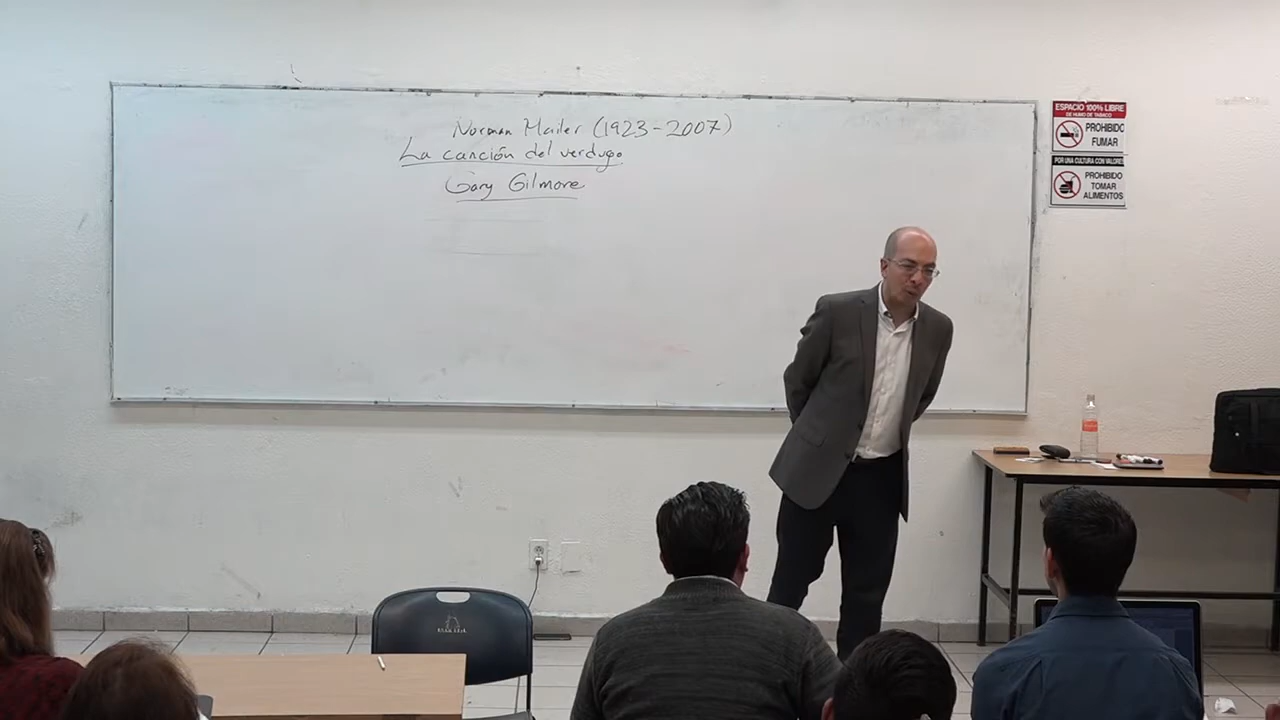 Norman Mailer (1923-2007)
La canción del verdugo
Gary Gilmore
ESPACIO 100% LIBRE
DE HUMO DE TABACO
PROHIBIDO
FUMAR
POR UNA CULTURA CON VALORES
PROHIBIDO
TOMAR
ALIMENTOS